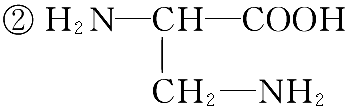 ② H₂N—CH—COOH
|
CH₂—NH₂